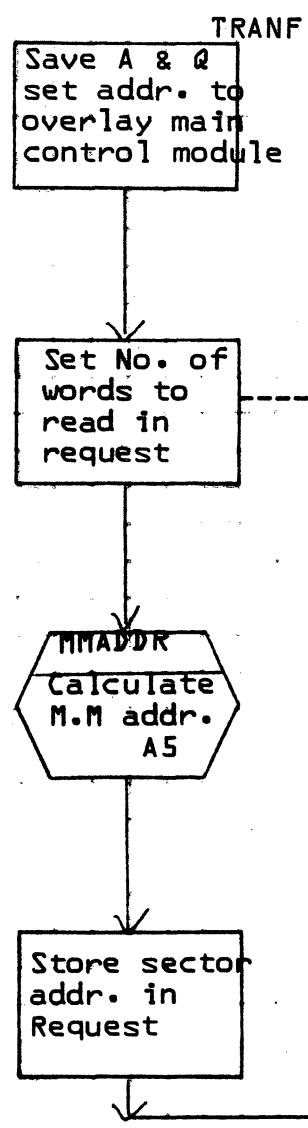 TRANF
Save A & Q
set addr. to
overlay main
control module
Set No. of
words to
read in
request
MMADDR
Calculate
M.M addr.
A5
Store sector
addr. in
Request